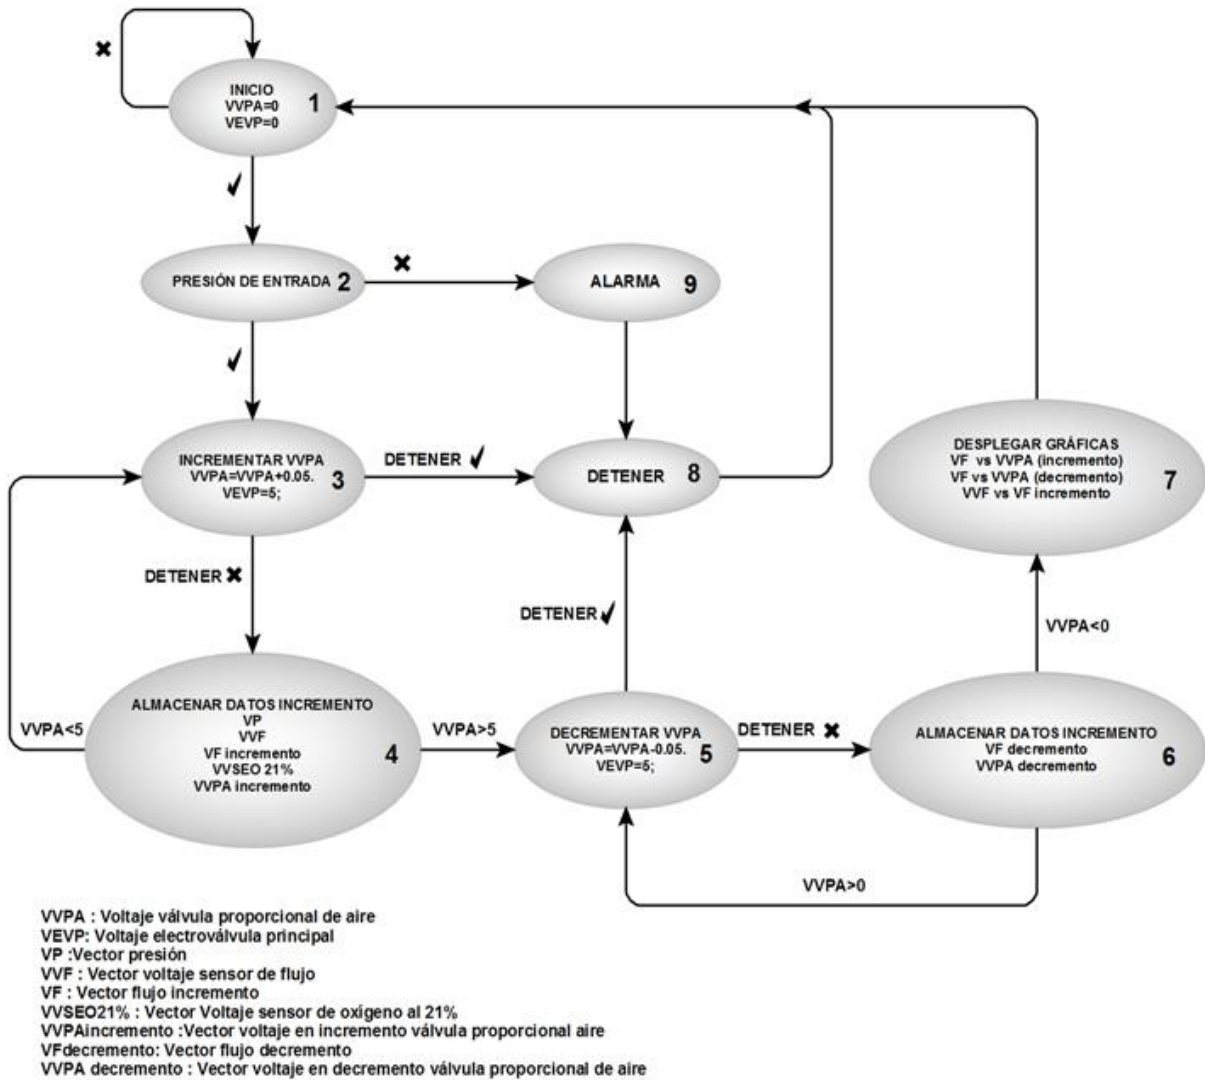 INICIO
VVPA=0
VEVP=0
1
PRESIÓN DE ENTRADA
2
ALARMA
9
INCREMENTAR VVPA
VVPA=VVPA+0.05.
VEVP=5;
3
DETENER
DETENER
8
DESPLEGAR GRÁFICAS
VF vs VVPA (incremento)
VF vs VVPA (decremento)
VVF vs VF incremento
7
DETENER
DETENER
VVPA<0
VVPA<5
ALMACENAR DATOS INCREMENTO
VP
VVF
VF incremento
VVSEO 21%
VVPA incremento
4
VVPA>5
DECREMENTAR VVPA
VVPA=VVPA-0.05.
VEVP=5;
5
DETENER
ALMACENAR DATOS INCREMENTO
VF decremento
VVPA decremento
6
VVPA>0
VVPA : Voltaje válvula proporcional de aire
VEVP: Voltaje electroválvula principal
VP :Vector presión
VVF : Vector voltaje sensor de flujo
VF : Vector flujo incremento
VVSEO21% : Vector Voltaje sensor de oxígeno al 21%
VVPAincremento :Vector voltaje en incremento válvula proporcional aire
VFdecremento: Vector flujo decremento
VVPA decremento : Vector voltaje en decremento válvula proporcional de aire